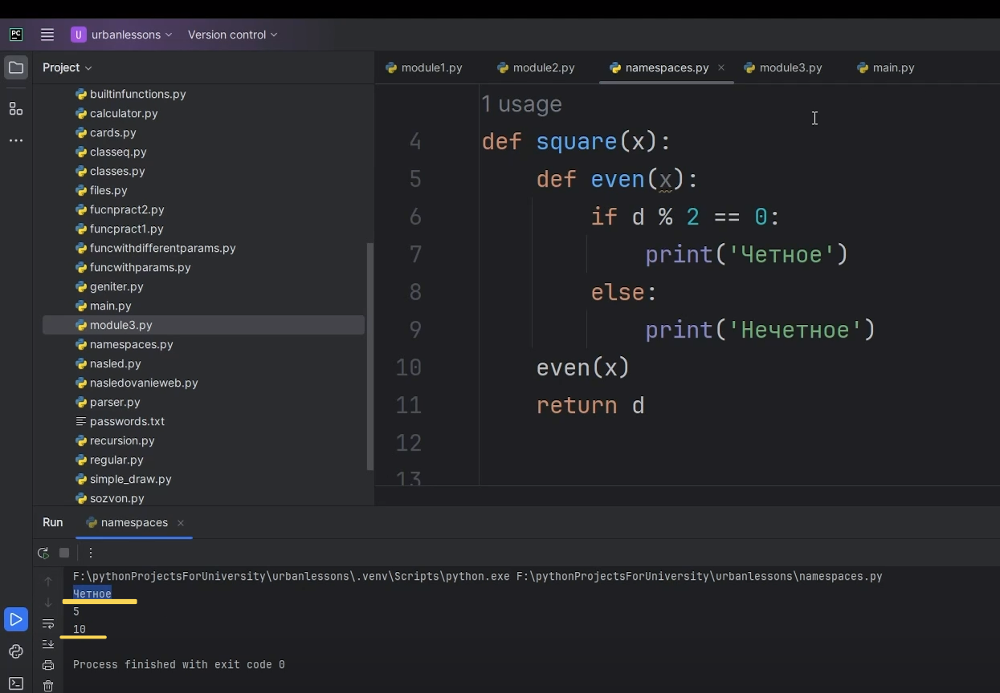 PC
U urbanlessons Version control
Project
module1.py module2.py namespaces.py module3.py main.py
builtinfunctions.py
calculator.py
cards.py
classeq.py
classes.py
files.py
fucnpract2.py
funcpract1.py
funcwithdifferentparams.py
funcwithparams.py
geniter.py
main.py
module3.py
namespaces.py
nasled.py
nasledovanieweb.py
parser.py
passwords.txt
recursion.py
regular.py
simple_draw.py
sozvon.py
1 usage
4 def square(x):
5 def even(x):
6 if d % 2 == 0:
7 print('Четное')
8 else:
9 print('Нечетное')
10 even(x)
11 return d
12
13
Run namespaces
F:\pythonProjectsForUniversity\urbanlessons\.venv\Scripts\python.exe F:\pythonProjectsForUniversity\urbanlessons\namespaces.py
Четное
5
10
Process finished with exit code 0